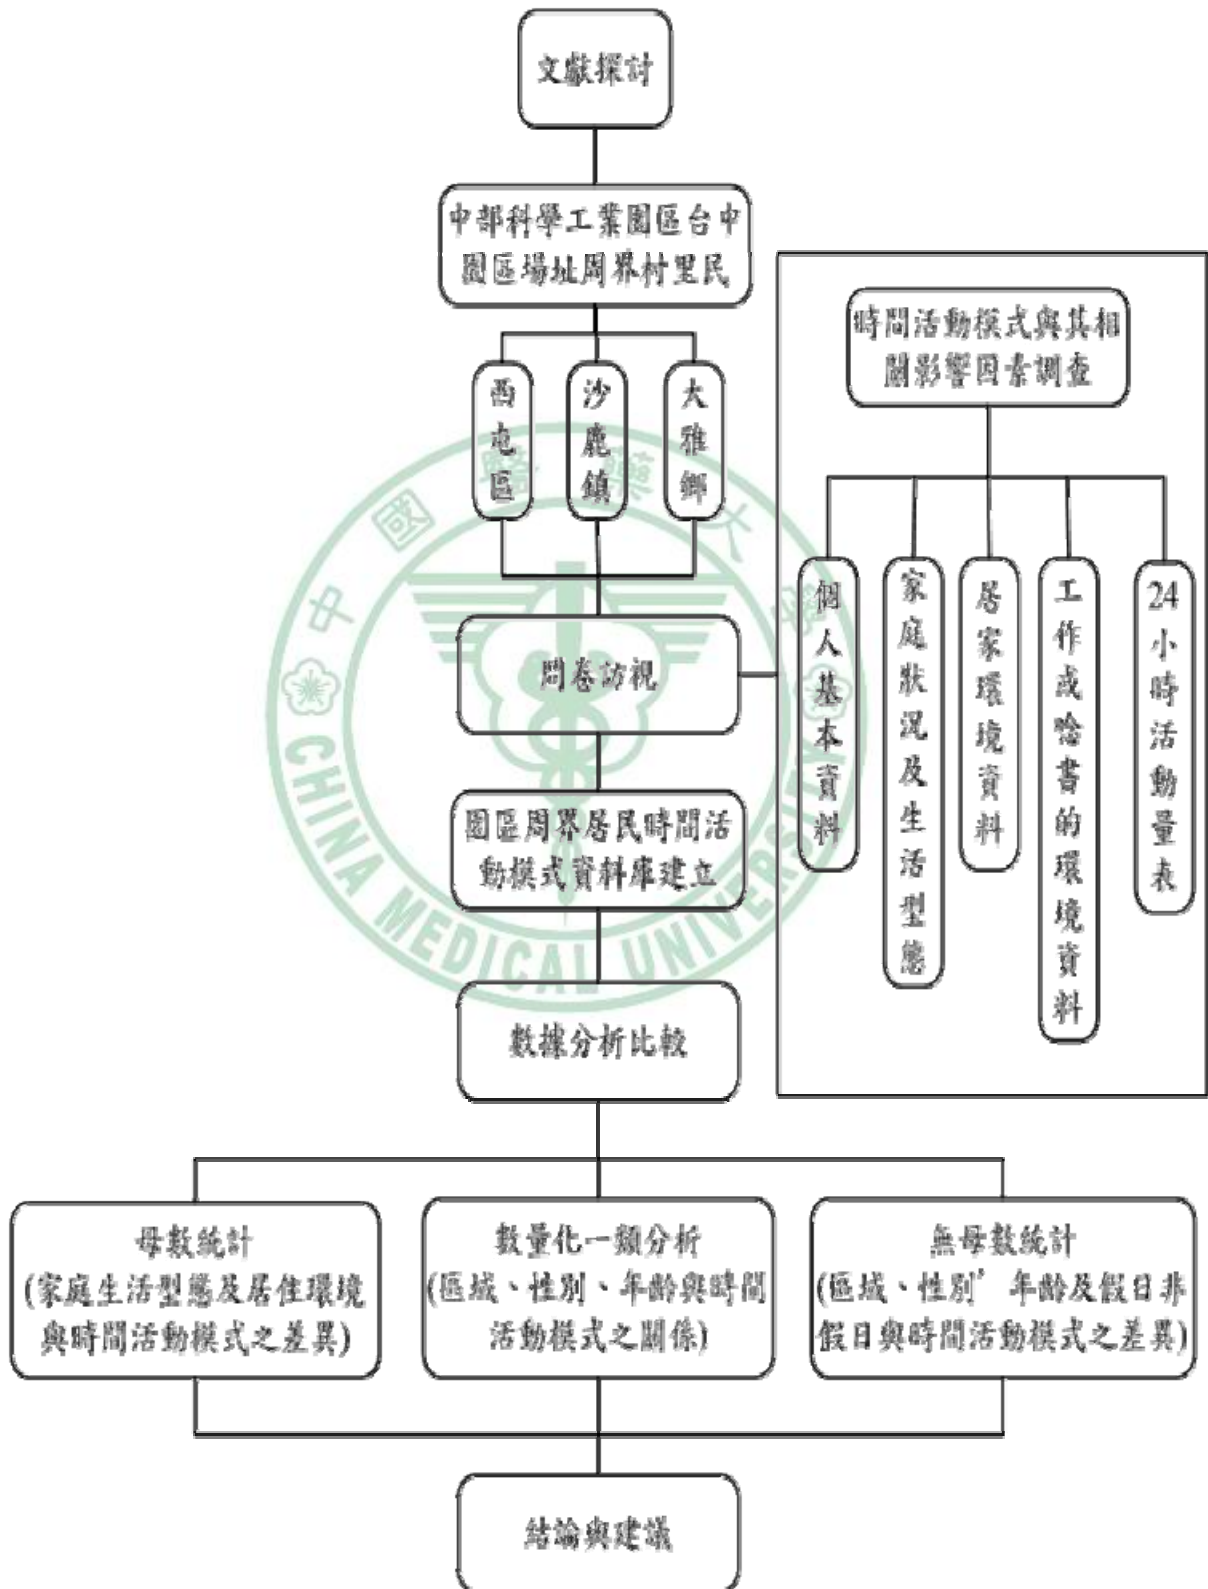 文獻探討
中部科學工業園區台中
園區場址周界村里民
西屯區
沙鹿鎮
大雅鄉
時間活動模式與其相
關影響因素調查
個人基本資料
家庭狀況及生活型態
居家環境資料
工作或唸書的環境資料
24小時活動量表
問卷訪視
園區周界居民時間活
動模式資料庫建立
數據分析比較
母數統計
(家庭生活型態及居住環境
與時間活動模式之差異)
數量化一類分析
(區域、性別、年齡與時間
活動模式之關係)
無母數統計
(區域、性別，年齡及假日非
假日與時間活動模式之差異)
結論與建議
中國醫藥大學
CHINA MEDICAL UNIVERSITY